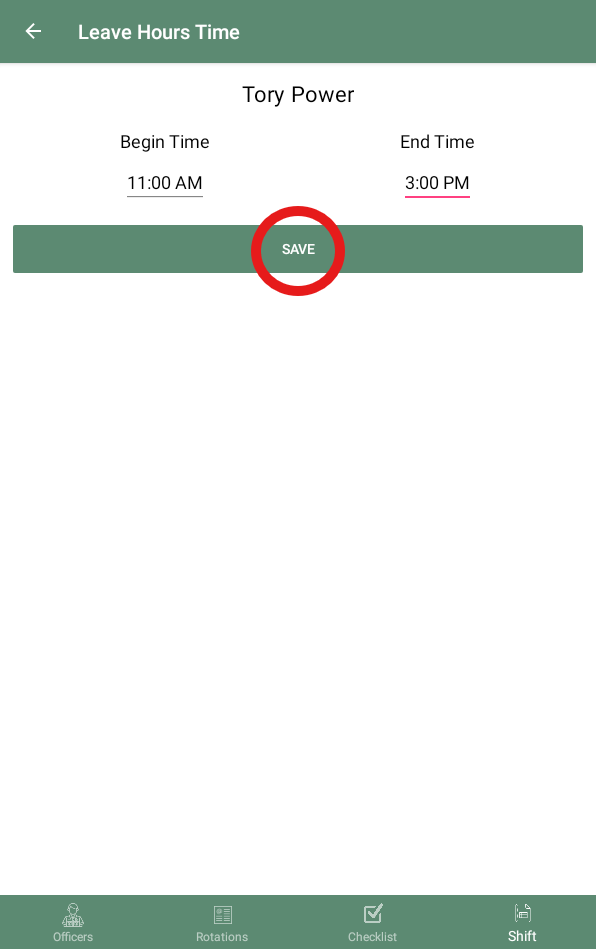 Leave Hours Time
Tory Power
Begin Time End Time
11:00 AM 3:00 PM
SAVE
Officers Rotations Checklist Shift